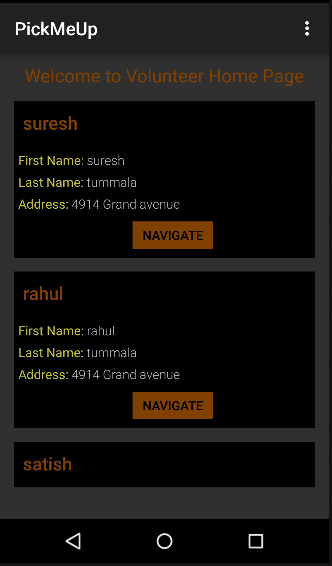 PickMeUp
Welcome to Volunteer Home Page
suresh
First Name: suresh
Last Name: tummala
Address: 4914 Grand avenue
NAVIGATE
rahul
First Name: rahul
Last Name: tummala
Address: 4914 Grand avenue
NAVIGATE
satish